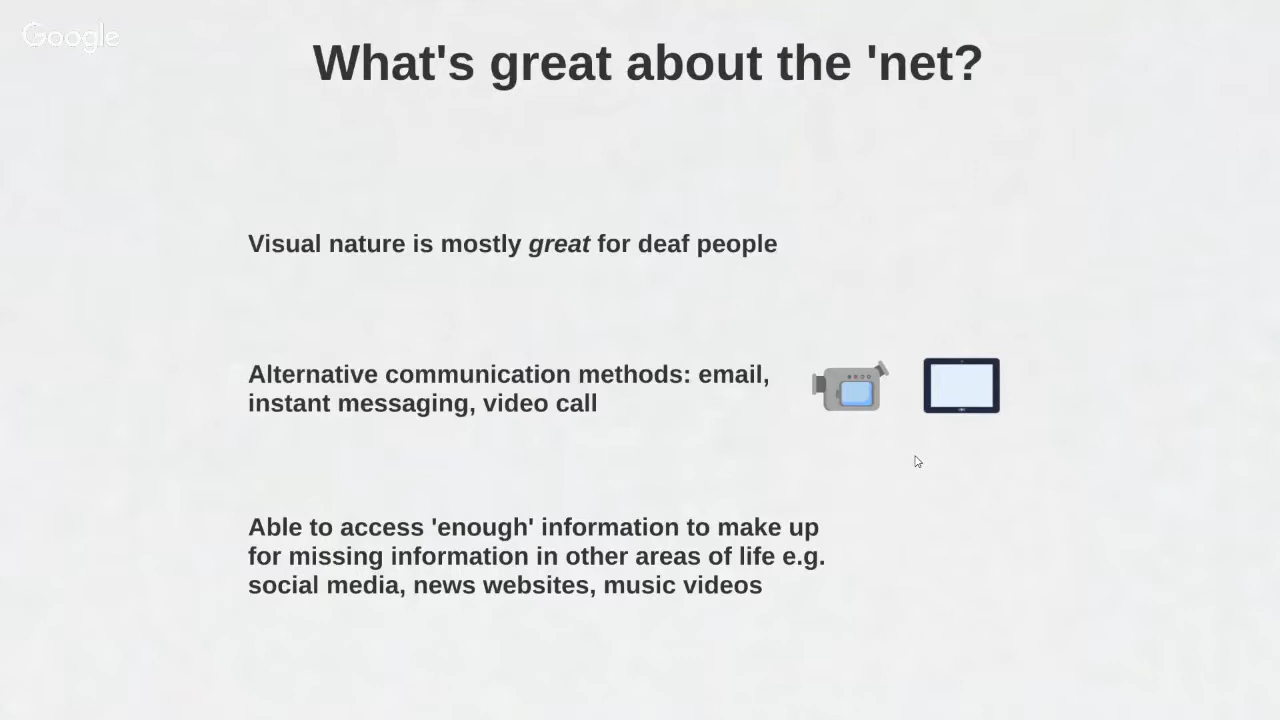 Google
What's great about the 'net?
Visual nature is mostly great for deaf people
Alternative communication methods: email,
instant messaging, video call
Able to access 'enough' information to make up
for missing information in other areas of life e.g.
social media, news websites, music videos